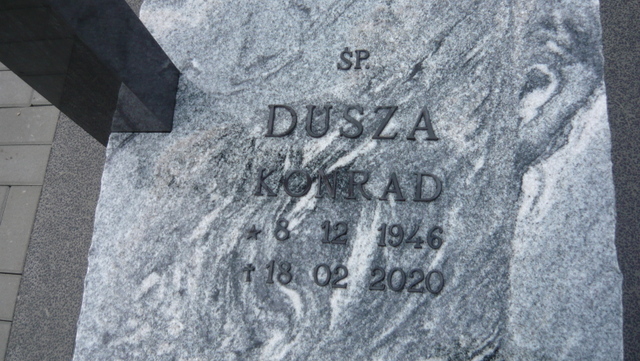 ŚP.
DUSZA
KONRAD
* 8 12 1946
† 18 02 2020